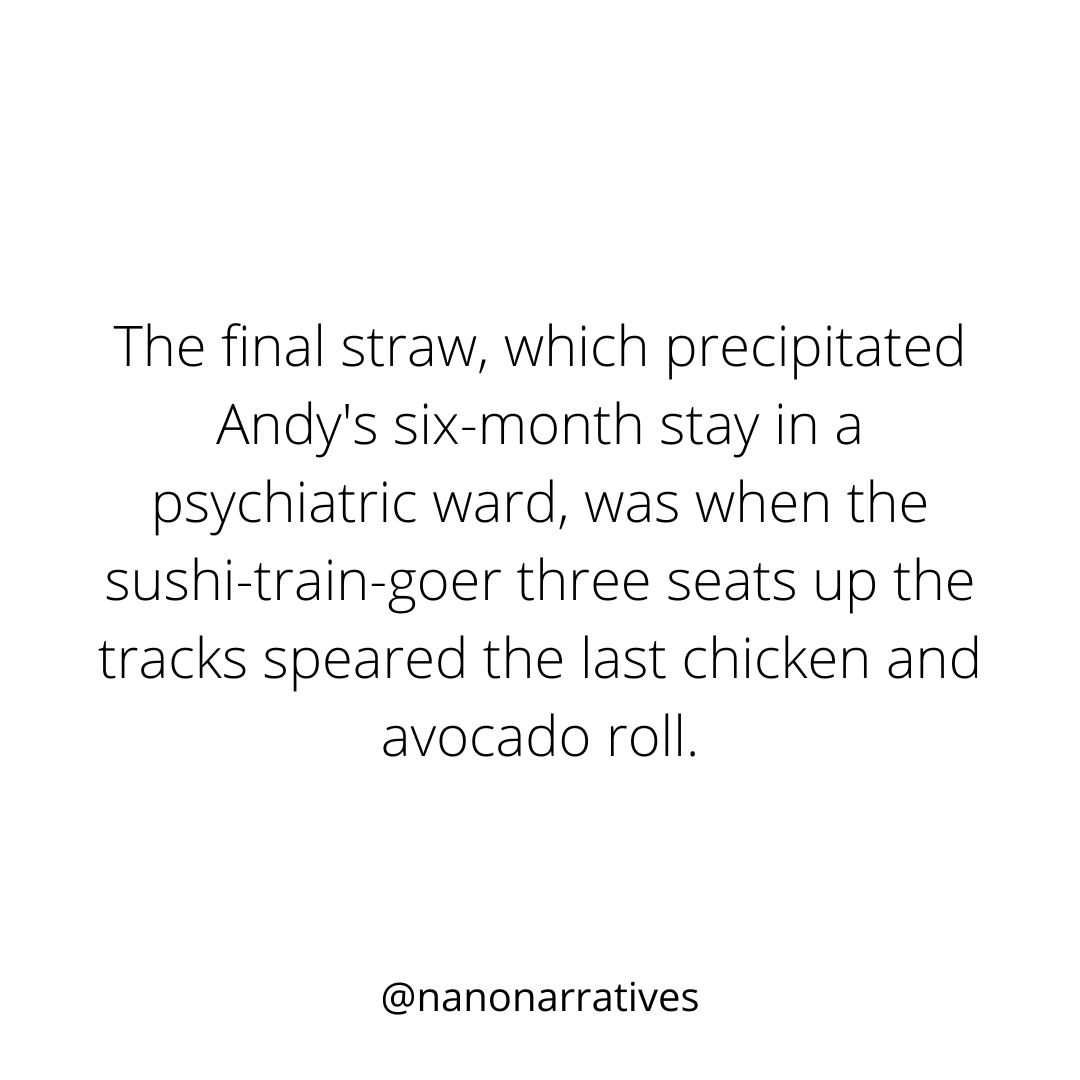 The final straw, which precipitated
Andy's six-month stay in a
psychiatric ward, was when the
sushi-train-goer three seats up the
tracks speared the last chicken and
avocado roll.
@nanonarratives